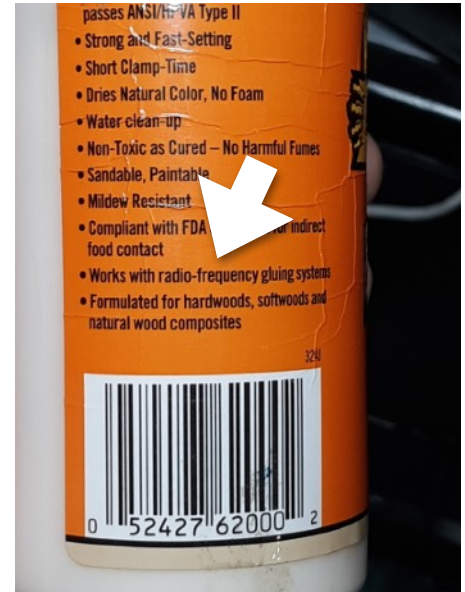 passes ANSI/HPVA Type II
• Strong and Fast-Setting
• Short Clamp-Time
• Dries Natural Color, No Foam
• Water clean-up
• Non-Toxic as Cured – No Harmful Fumes
• Sandable, Paintable
• Mildew Resistant
• Compliant with FDA for indirect
food contact
• Works with radio-frequency gluing systems
• Formulated for hardwoods, softwoods and
natural wood composites
0 52427 62000 2